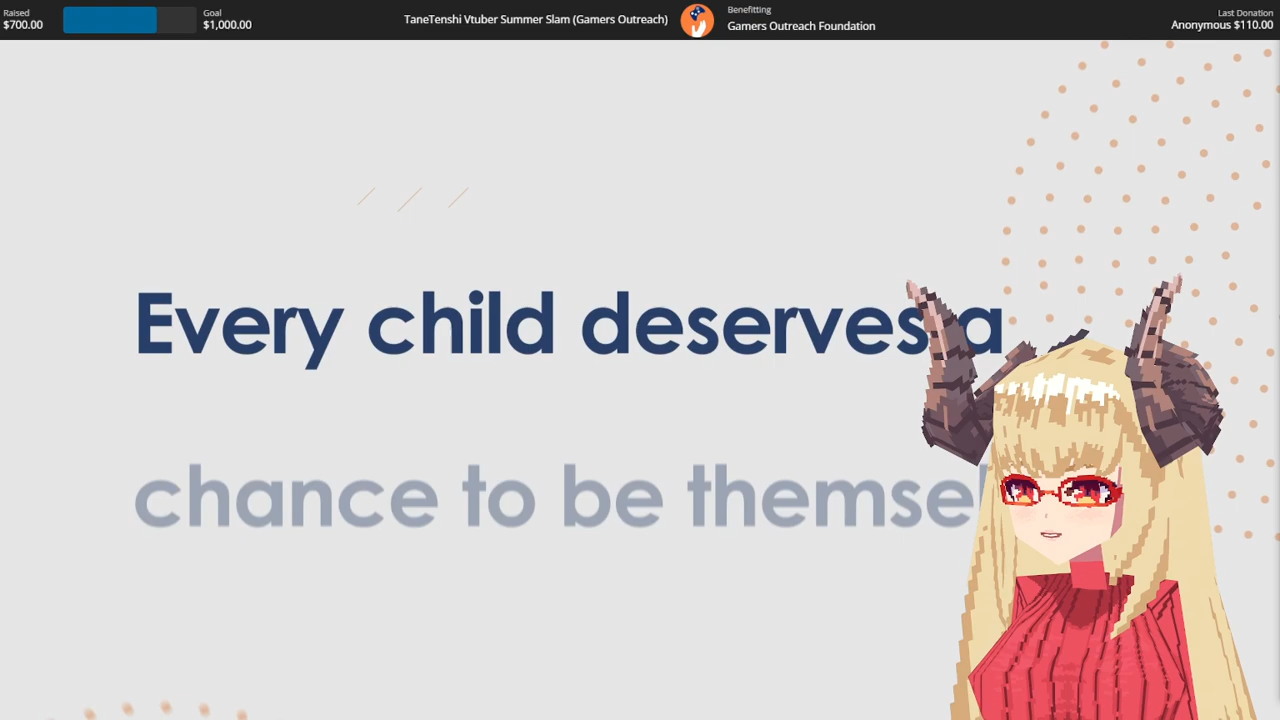 Raised
$700.00
Goal
$1,000.00
TaneTenshi Vtuber Summer Slam (Gamers Outreach)
Benefitting
Gamers Outreach Foundation
Last Donation
Anonymous $110.00
Every child deserves a
chance to be themsel